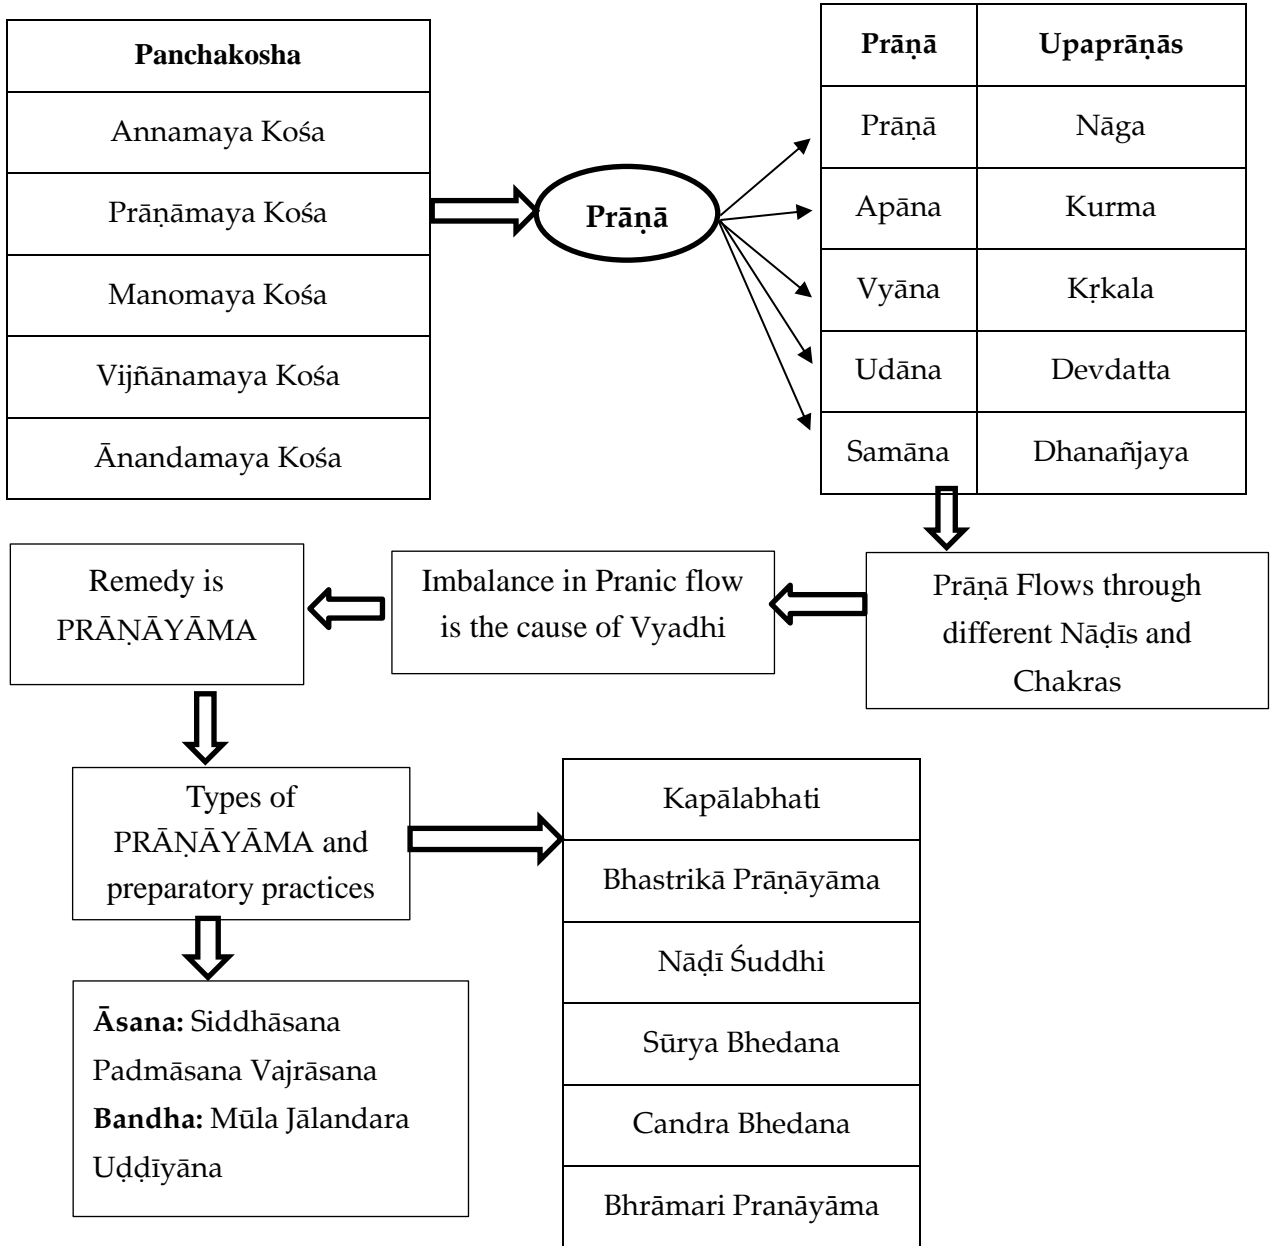 Panchakosha
Annamaya Kośa
Prāṇāmaya Kośa
Manomaya Kośa
Vijñānamaya Kośa
Ānandamaya Kośa
Prāṇā
Prāṇā Upaprāṇās
Prāṇā Nāga
Apāna Kurma
Vyāna Kṛkala
Udāna Devdatta
Samāna Dhanañjaya
Prāṇā Flows through
different Nāḍīs and
Chakras
Imbalance in Pranic flow
is the cause of Vyadhi
Remedy is
PRĀṆĀYĀMA
Types of
PRĀṆĀYĀMA and
preparatory practices
Kapālabhati
Bhastrikā Prāṇāyāma
Nāḍī Śuddhi
Sūrya Bhedana
Candra Bhedana
Bhrāmari Pranāyāma
Āsana: Siddhāsana
Padmāsana Vajrāsana
Bandha: Mūla Jālandara
Uḍḍīyāna